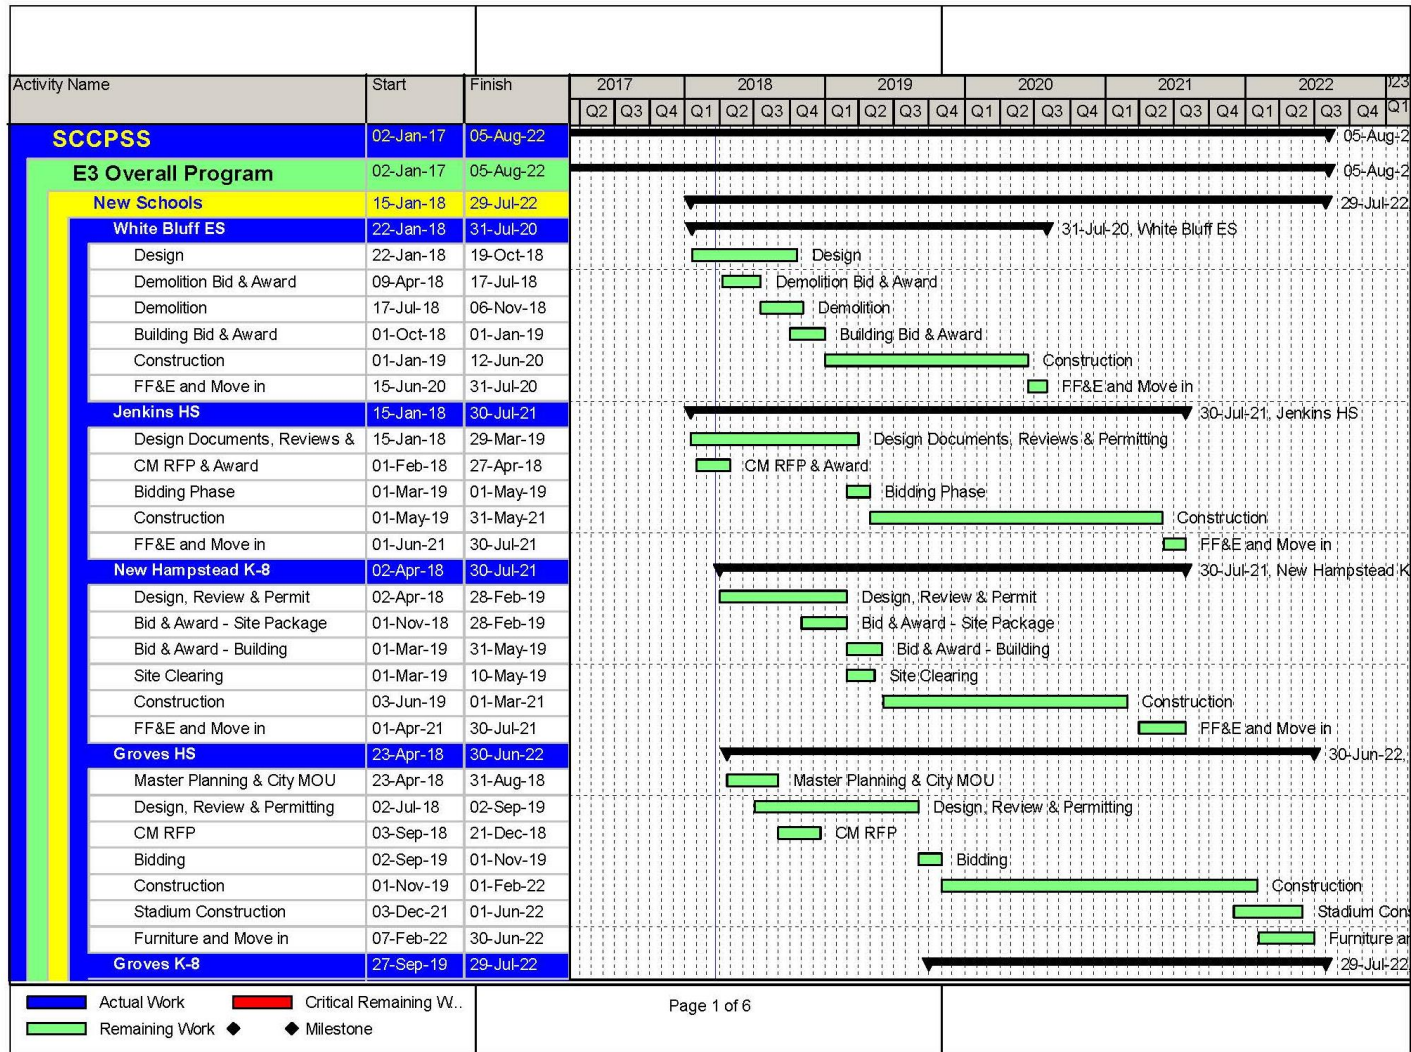 Activity Name Start Finish 2017 2018 2019 2020 2021 2022 )23
Q2 Q3 Q4 Q1 Q2 Q3 Q4 Q1 Q2 Q3 Q4 Q1 Q2 Q3 Q4 Q1 Q2 Q3 Q4 Q1 Q2 Q3 Q4 Q1
SCCPSS 02-Jan-17 05-Aug-22 05-Aug-2
E3 Overall Program 02-Jan-17 05-Aug-22 05-Aug-2
New Schools 15-Jan-18 29-Jul-22 29-Jul-22
White Bluff ES 22-Jan-18 31-Jul-20 31-Jul-20, White Bluff ES
Design 22-Jan-18 19-Oct-18 Design
Demolition Bid & Award 09-Apr-18 17-Jul-18 Demolition Bid & Award
Demolition 17-Jul-18 06-Nov-18 Demolition
Building Bid & Award 01-Oct-18 01-Jan-19 Building Bid & Award
Construction 01-Jan-19 12-Jun-20 Construction
FF&E and Move in 15-Jun-20 31-Jul-20 FF&E and Move in
Jenkins HS 15-Jan-18 30-Jul-21 30-Jul-21, Jenkins HS
Design Documents, Reviews & 15-Jan-18 29-Mar-19 Design Documents, Reviews & Permitting
CM RFP & Award 01-Feb-18 27-Apr-18 CM RFP & Award
Bidding Phase 01-Mar-19 01-May-19 Bidding Phase
Construction 01-May-19 31-May-21 Construction
FF&E and Move in 01-Jun-21 30-Jul-21 FF&E and Move in
New Hampstead K-8 02-Apr-18 30-Jul-21 30-Jul-21, New Hampstead K
Design, Review & Permit 02-Apr-18 28-Feb-19 Design, Review & Permit
Bid & Award - Site Package 01-Nov-18 28-Feb-19 Bid & Award - Site Package
Bid & Award - Building 01-Mar-19 31-May-19 Bid & Award - Building
Site Clearing 01-Mar-19 10-May-19 Site Clearing
Construction 03-Jun-19 01-Mar-21 Construction
FF&E and Move in 01-Apr-21 30-Jul-21 FF&E and Move in
Groves HS 23-Apr-18 30-Jun-22 30-Jun-22,
Master Planning & City MOU 23-Apr-18 31-Aug-18 Master Planning & City MOU
Design, Review & Permitting 02-Jul-18 02-Sep-19 Design, Review & Permitting
CM RFP 03-Sep-18 21-Dec-18 CM RFP
Bidding 02-Sep-19 01-Nov-19 Bidding
Construction 01-Nov-19 01-Feb-22 Construction
Stadium Construction 03-Dec-21 01-Jun-22 Stadium Cons
Furniture and Move in 07-Feb-22 30-Jun-22 Furniture an
Groves K-8 27-Sep-19 29-Jul-22 29-Jul-22
Actual Work Critical Remaining W...
Remaining Work Milestone
Page 1 of 6